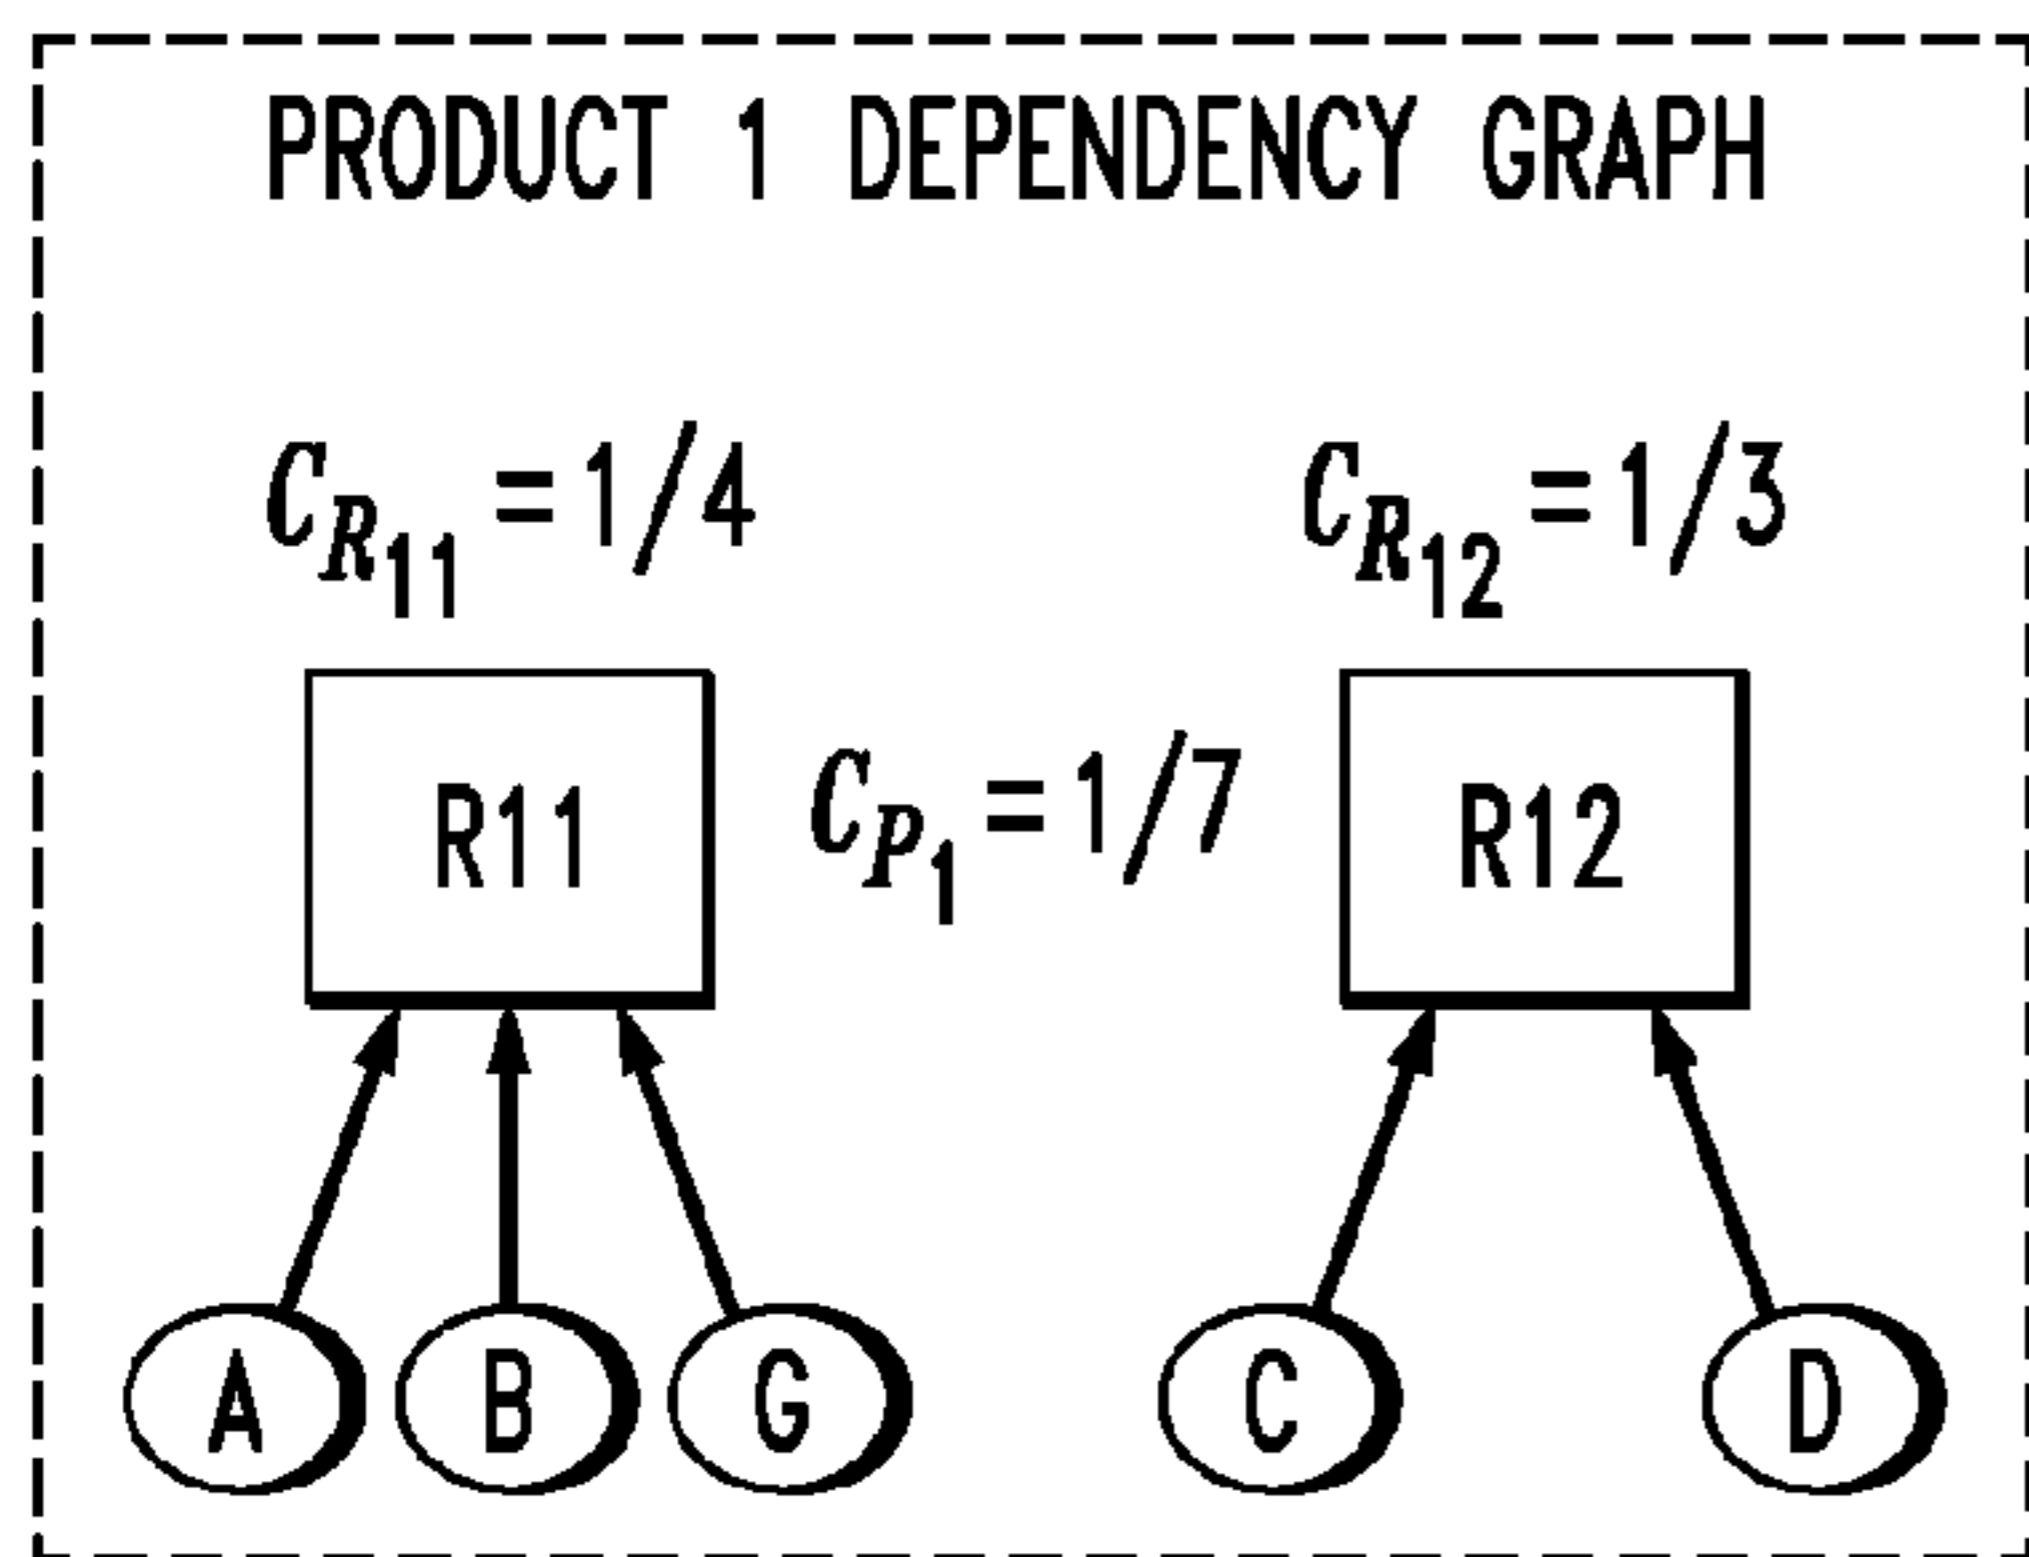 PRODUCT 1 DEPENDENCY GRAPH
C_{R_{11}} = 1/4
C_{R_{12}} = 1/3
R11
C_{P_1} = 1/7
R12
A B G C D